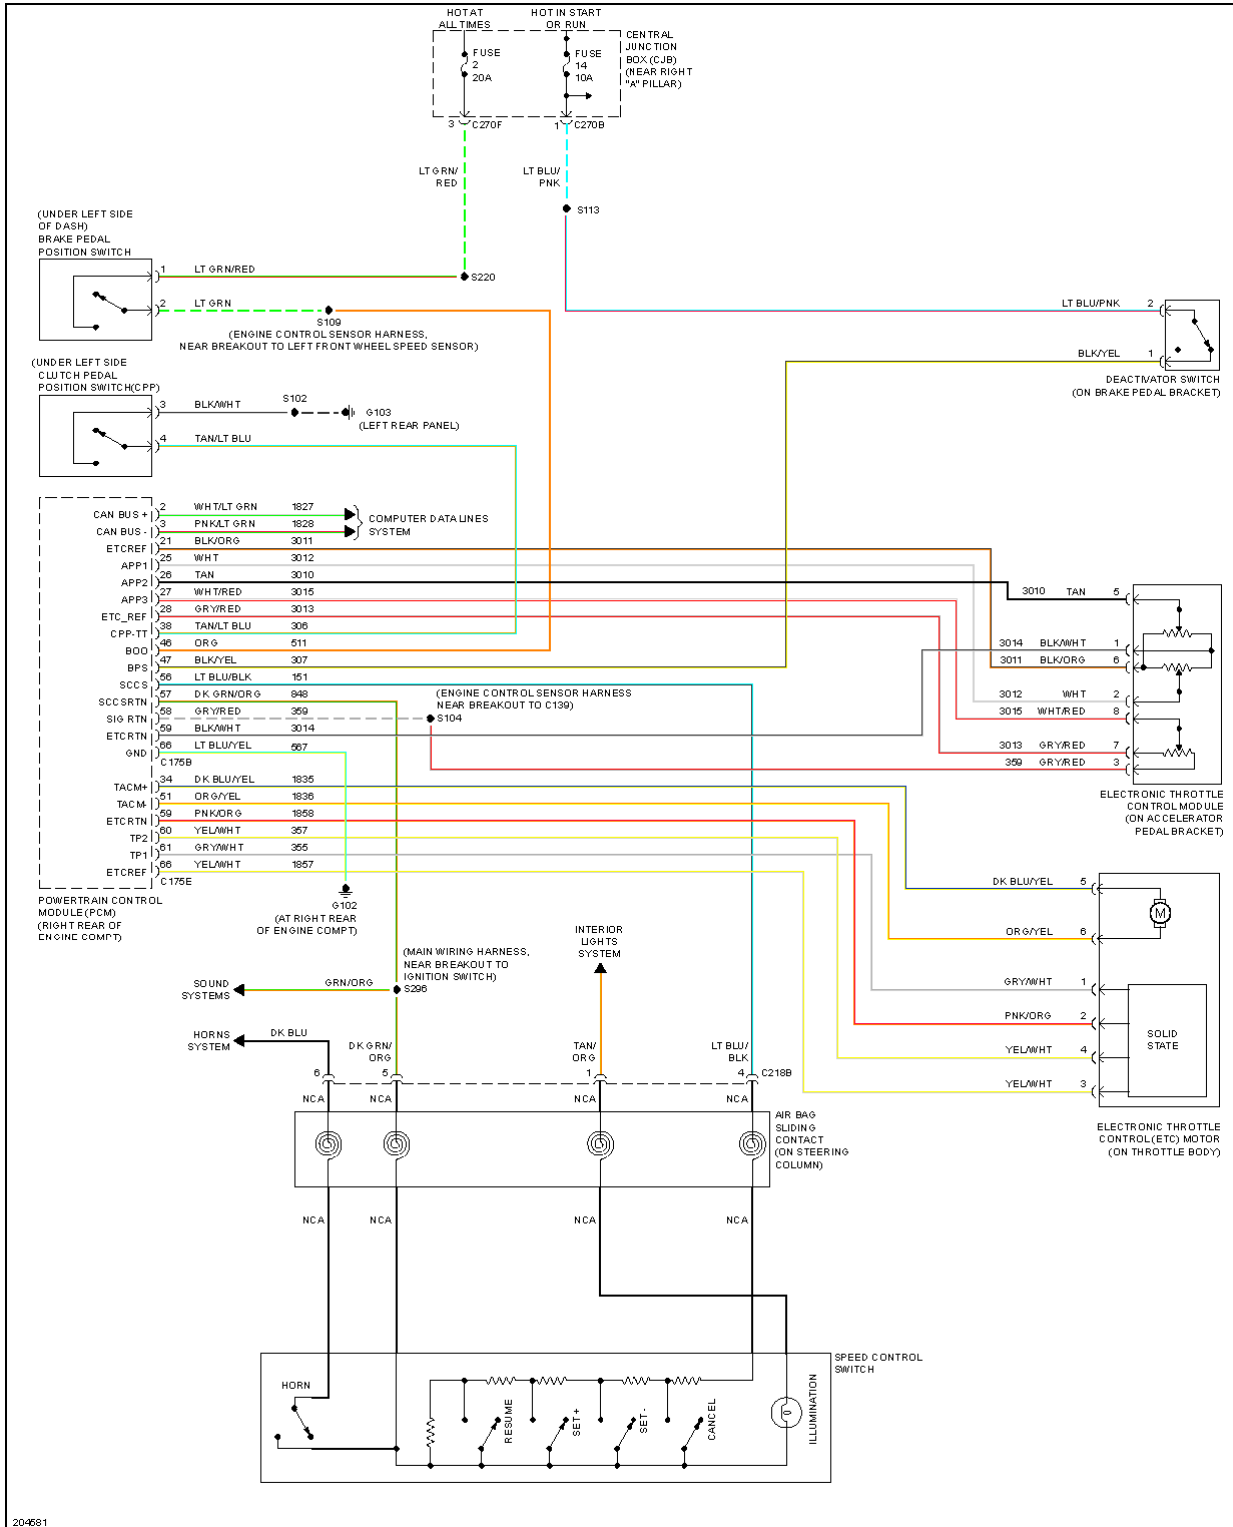 HOT AT
ALL TIMES
HOT IN START
OR RUN
FUSE
2
20A
FUSE
14
10A
CENTRAL
JUNCTION
BOX (CJB)
(NEAR RIGHT
"A" PILLAR)
3 C270F
1 C270B
LT GRN/
RED
LT BLU/
PNK
S113
(UNDER LEFT SIDE
OF DASH)
BRAKE PEDAL
POSITION SWITCH
1 LT GRN/RED
S220
2 LT GRN
S109
(ENGINE CONTROL SENSOR HARNESS,
NEAR BREAKOUT TO LEFT FRONT WHEEL SPEED SENSOR)
LT BLU/PNK 2
BLK/YEL 1
DEACTIVATOR SWITCH
(ON BRAKE PEDAL BRACKET)
(UNDER LEFT SIDE
CLUTCH PEDAL
POSITION SWITCH(CPP)
3 BLK/WHT
S102
G103
(LEFT REAR PANEL)
4 TAN/LT BLU
CAN BUS + 2 WHT/LT GRN 1827
CAN BUS - 3 PNK/LT GRN 1828
COMPUTER DATA LINES
SYSTEM
ETCREF 21 BLK/ORG 3011
APP1 25 WHT 3012
APP2 26 TAN 3010
APP3 27 WHT/RED 3015
ETC_REF 28 GRY/RED 3013
CPP-TT 38 TAN/LT BLU 306
BOO 46 ORG 511
BPS 47 BLK/YEL 307
SCCS 56 LT BLU/BLK 151
SCCSRTN 57 DK GRN/ORG 848
SIG RTN 58 GRY/RED 359
ETCRTN 59 BLK/WHT 3014
GND 66 LT BLU/YEL 567
C175B
TACM+ 34 DK BLU/YEL 1835
TACM- 51 ORG/YEL 1836
ETCRTN 59 PNK/ORG 1858
TP2 60 YEL/WHT 357
TP1 61 GRY/WHT 355
ETCREF 66 YEL/WHT 1857
C175E
POWERTRAIN CONTROL
MODULE (PCM)
(RIGHT REAR OF
ENGINE COMPT)
(ENGINE CONTROL SENSOR HARNESS
NEAR BREAKOUT TO C139)
S104
3010 TAN 5
3014 BLK/WHT 1
3011 BLK/ORG 6
3012 WHT 2
3015 WHT/RED 8
3013 GRY/RED 7
359 GRY/RED 3
ELECTRONIC THROTTLE
CONTROL MODULE
(ON ACCELERATOR
PEDAL BRACKET)
G102
(AT RIGHT REAR
OF ENGINE COMPT)
DK BLU/YEL 5
M
ORG/YEL 6
GRY/WHT 1
PNK/ORG 2
YEL/WHT 4
YEL/WHT 3
SOLID
STATE
ELECTRONIC THROTTLE
CONTROL (ETC) MOTOR
(ON THROTTLE BODY)
(MAIN WIRING HARNESS,
NEAR BREAKOUT TO
IGNITION SWITCH)
S296
INTERIOR
LIGHTS
SYSTEM
SOUND
SYSTEMS
GRN/ORG
HORNS
SYSTEM
DK BLU
DK GRN/
ORG
TAN/
ORG
LT BLU/
BLK
6 5 1 4 C218B
NCA NCA NCA NCA
AIR BAG
SLIDING
CONTACT
(ON STEERING
COLUMN)
NCA NCA NCA NCA
SPEED CONTROL
SWITCH
HORN
RESUME
SET +
SET -
CANCEL
ILLUMINATION
204581